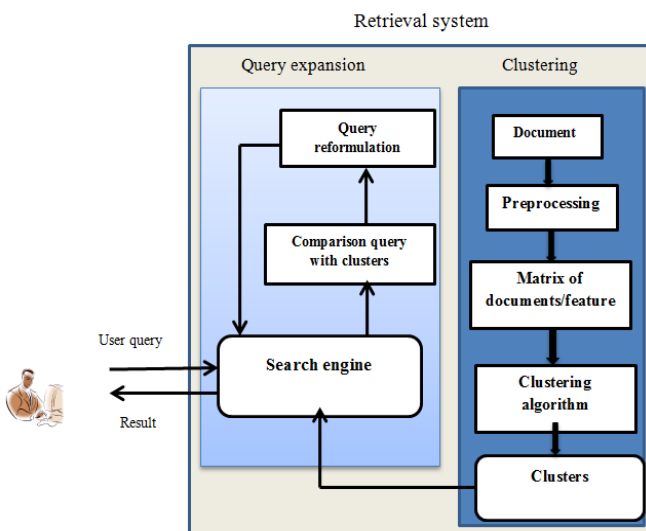 Retrieval system
Query expansion
Clustering
Query
reformulation
Document
Preprocessing
Comparison query
with clusters
Matrix of
documents/feature
User query
Search engine
Result
Clustering
algorithm
Clusters